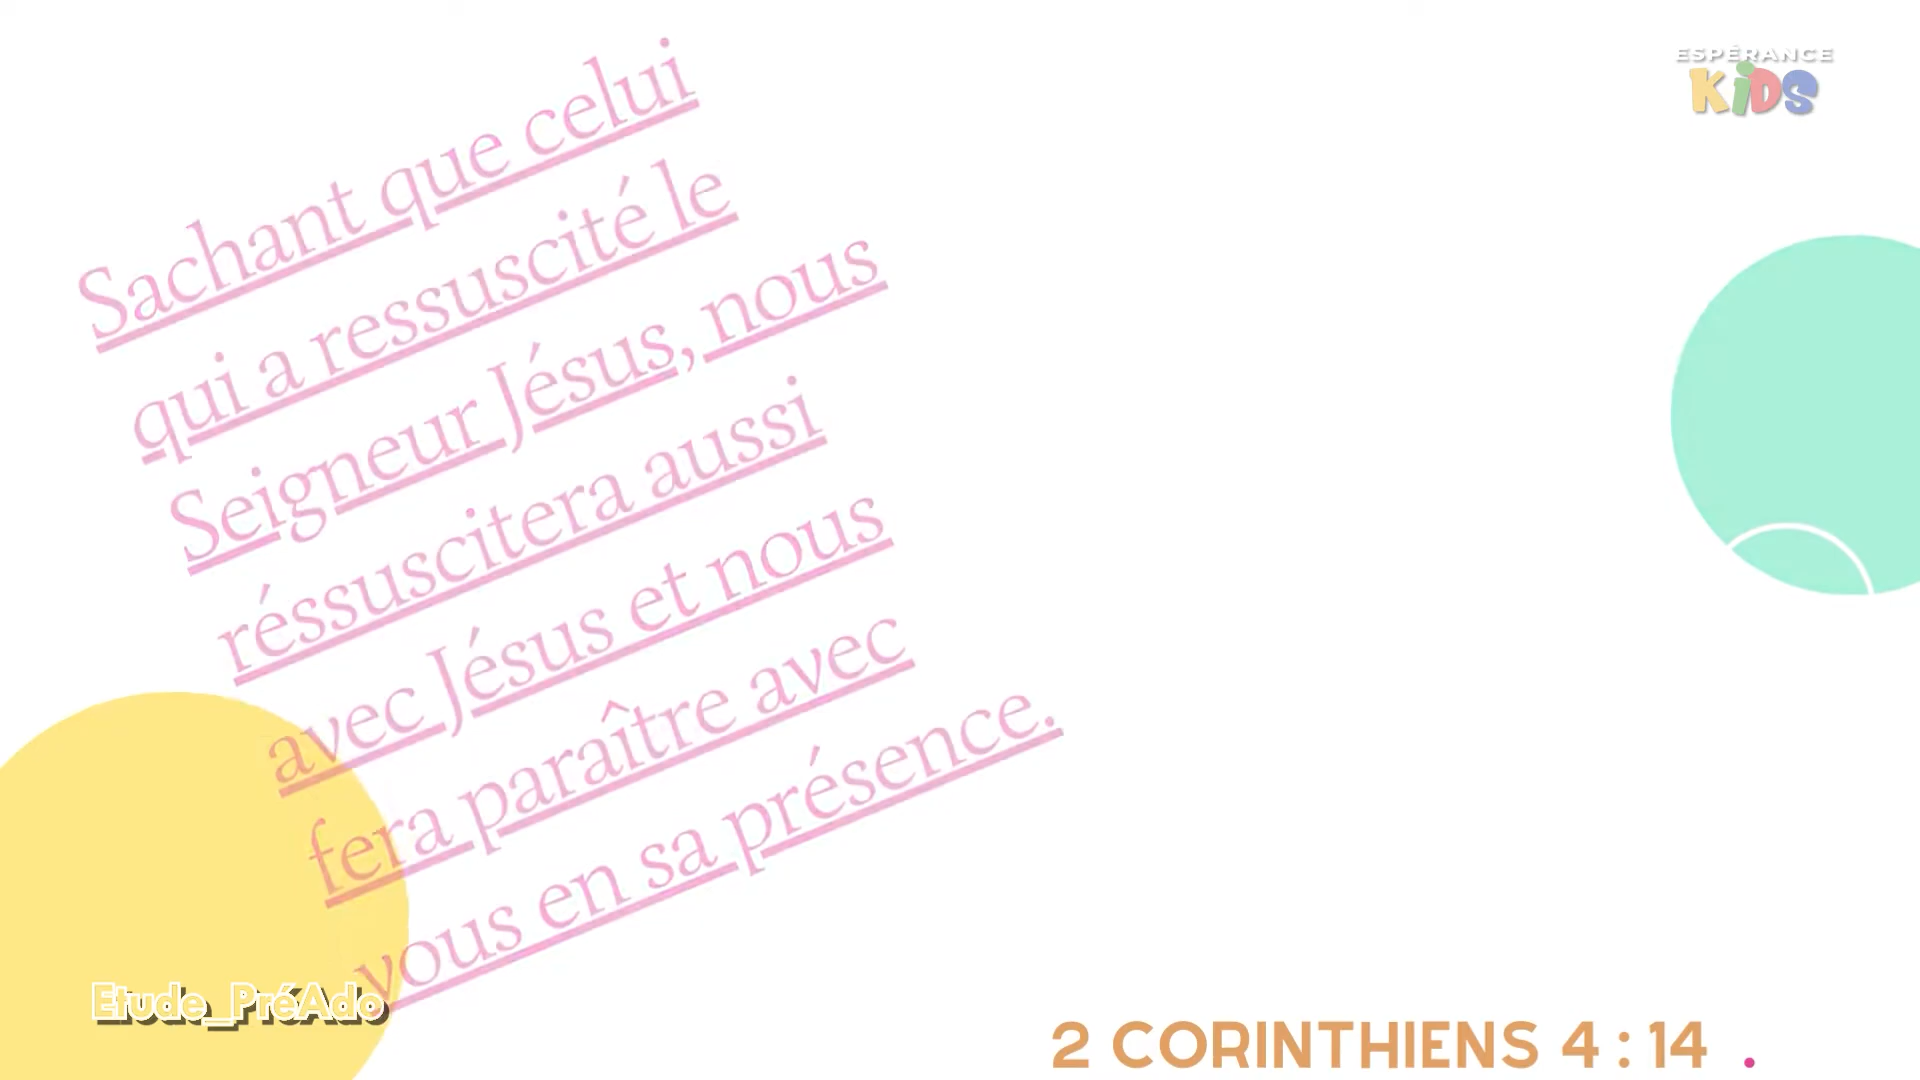 ESPÉRANCE
KiDS
Sachant que celui
qui a ressuscité le
Seigneur Jésus, nous
réssuscitera aussi
avec Jésus et nous
fera paraître avec
vous en sa présence.
Etude_PréAdo
2 CORINTHIENS 4 : 14 .